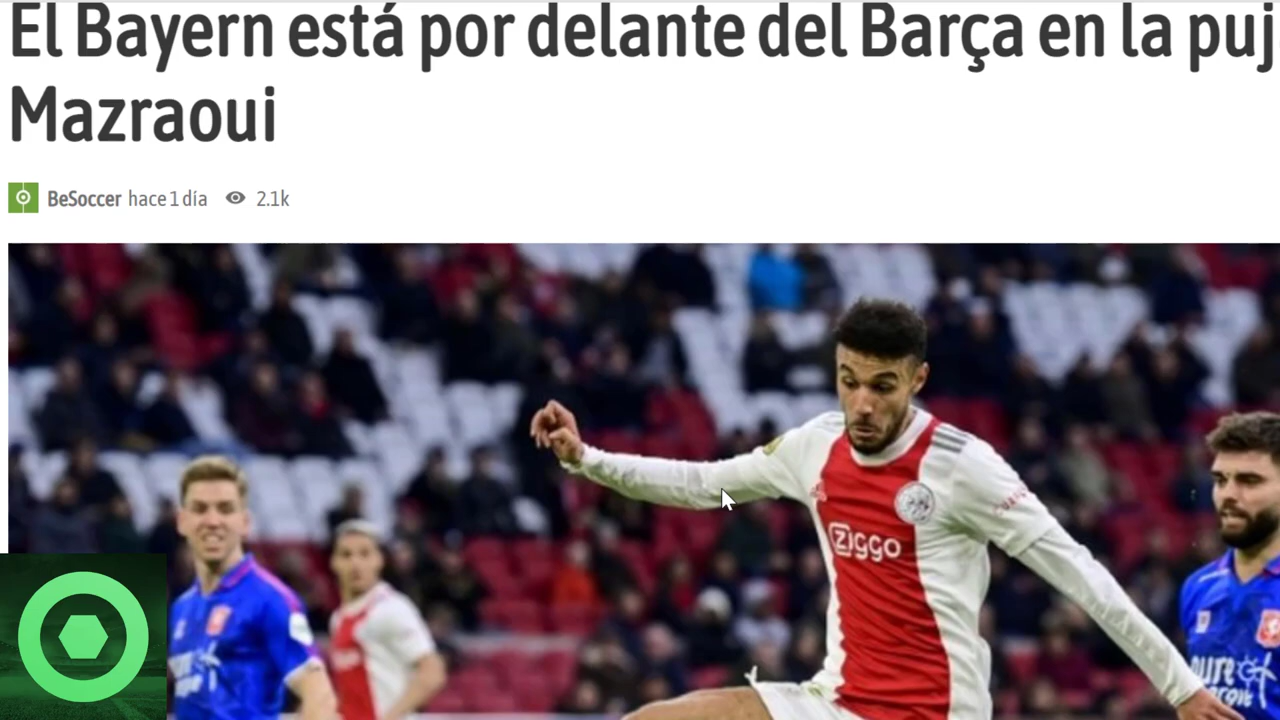 El Bayern está por delante del Barça en la puj
Mazraoui
BeSoccer hace 1 día 2.1k
Ziggo